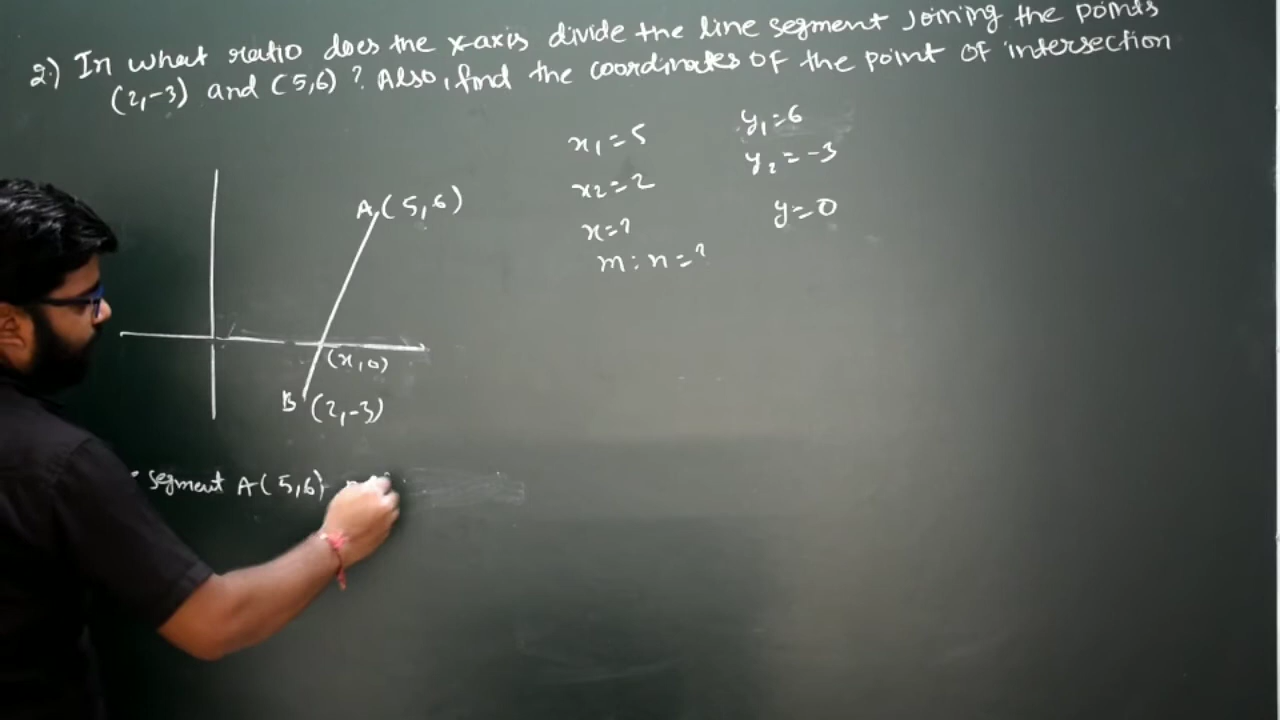 2.) In what ratio does the x-axis divide the line segment joining the points
(2,-3) and (5,6) ? Also, find the coordinates of the point of intersection
x₁=5
x₂=2
x=?
m:n=?
y₁=6
y₂=-3
y=0
A(5,6)
(x,0)
B (2,-3)
segment A(5,6)